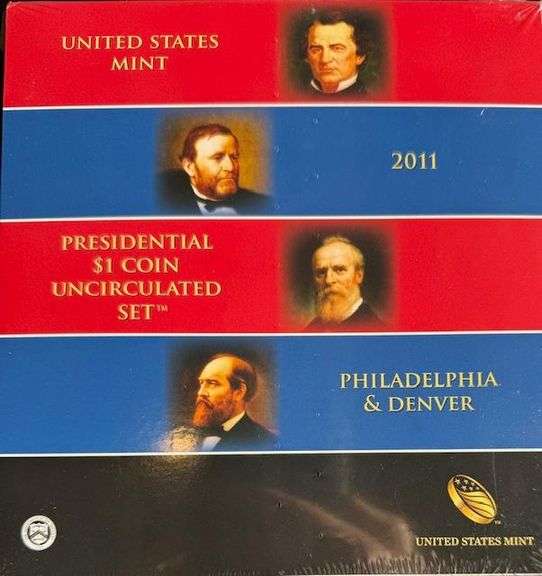 UNITED STATES
MINT
2011
PRESIDENTIAL
$1 COIN
UNCIRCULATED
SET™
PHILADELPHIA
& DENVER
UNITED STATES MINT